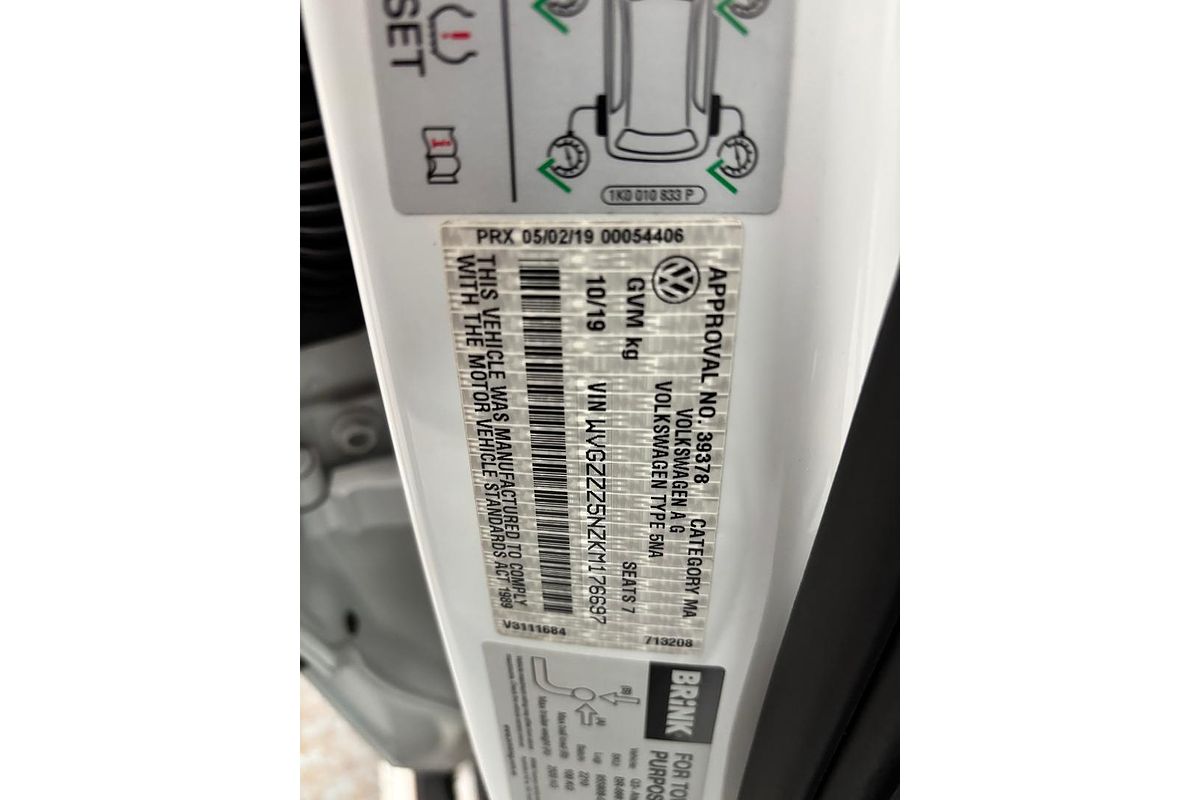 SET
1K0 010 833 P
PRX 05/02/19 00054406
APPROVAL NO. 39378 CATEGORY MA
VOLKSWAGEN A G
VOLKSWAGEN TYPE 5NA
GVM kg
SEATS 7
10/19 VIN WVGZZZ5NZKM176697
THIS VEHICLE WAS MANUFACTURED TO COMPLY
WITH THE MOTOR VEHICLE STANDARDS ACT 1989
V3111684
713208
BRINK
FOR TOW
PURPOS